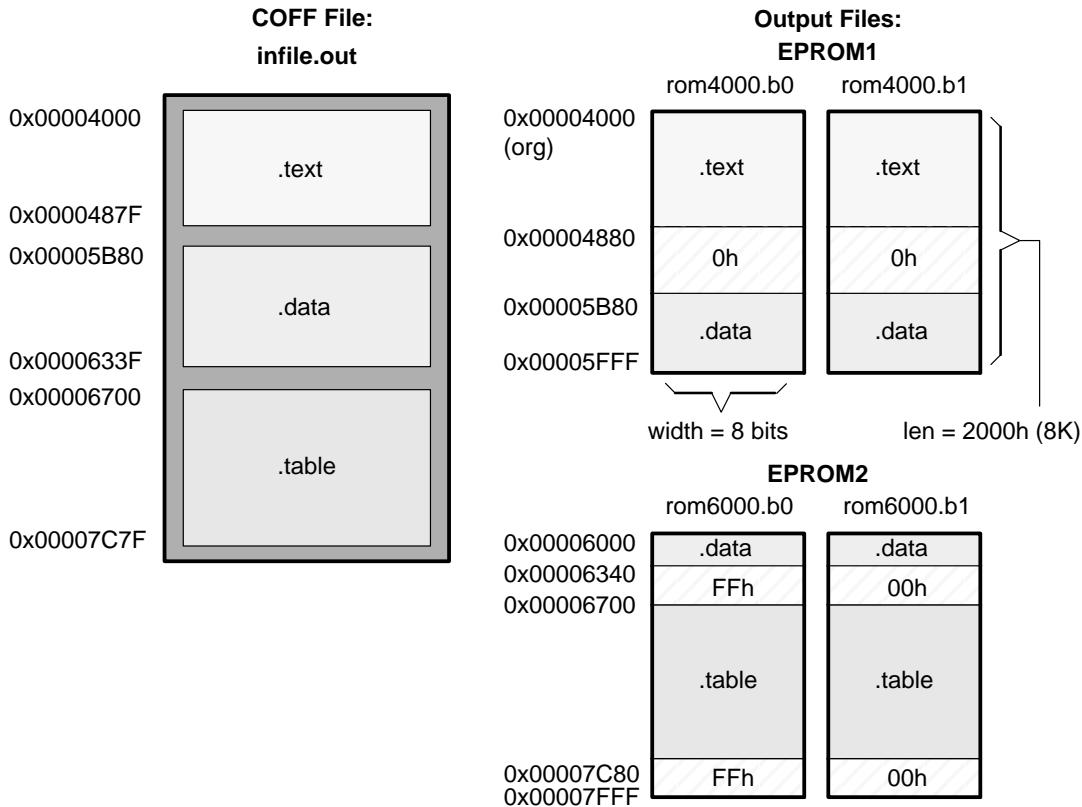 COFF File:
infile.out
0x00004000
.text
0x0000487F
0x00005B80
.data
0x0000633F
0x00006700
.table
0x00007C7F
Output Files:
EPROM1
rom4000.b0
rom4000.b1
0x00004000
(org)
.text
.text
0x00004880
0h
0h
0x00005B80
.data
.data
0x00005FFF
width = 8 bits
len = 2000h (8K)
EPROM2
rom6000.b0
rom6000.b1
0x00006000
.data
.data
0x00006340
FFh
00h
0x00006700
.table
.table
0x00007C80
FFh
00h
0x00007FFF